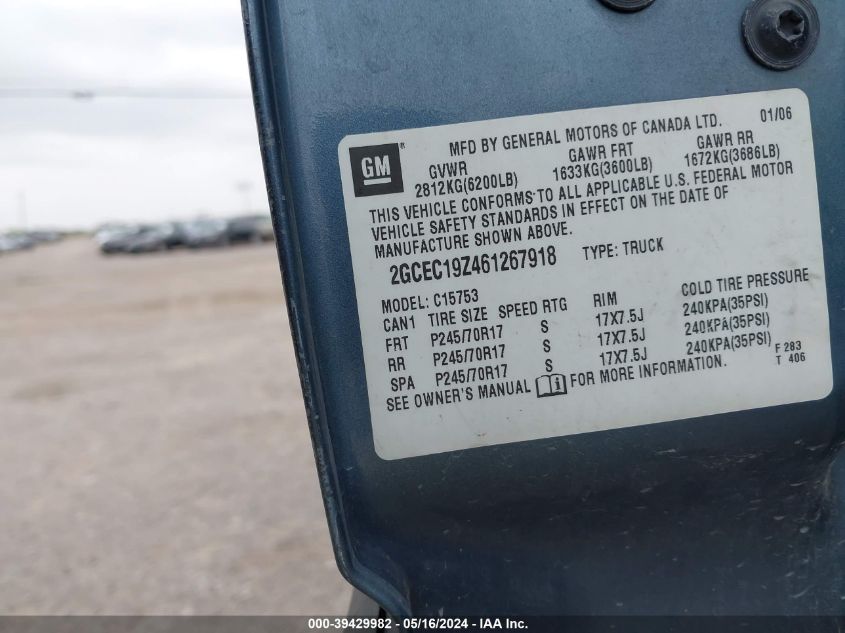 MFD BY GENERAL MOTORS OF CANADA LTD. 01/06
GM®
GVWR GAWR FRT GAWR RR
2812KG(6200LB) 1633KG(3600LB) 1672KG(3686LB)
THIS VEHICLE CONFORMS TO ALL APPLICABLE U.S. FEDERAL MOTOR
VEHICLE SAFETY STANDARDS IN EFFECT ON THE DATE OF
MANUFACTURE SHOWN ABOVE.
2GCEC19Z461267918 TYPE: TRUCK
MODEL: C15753
CAN1 TIRE SIZE SPEED RTG RIM COLD TIRE PRESSURE
FRT P245/70R17 S 17X7.5J 240KPA(35PSI)
RR P245/70R17 S 17X7.5J 240KPA(35PSI)
SPA P245/70R17 S 17X7.5J 240KPA(35PSI)
SEE OWNER'S MANUAL FOR MORE INFORMATION.
F 283
T 406
000-39429982 - 05/16/2024 - IAA Inc.